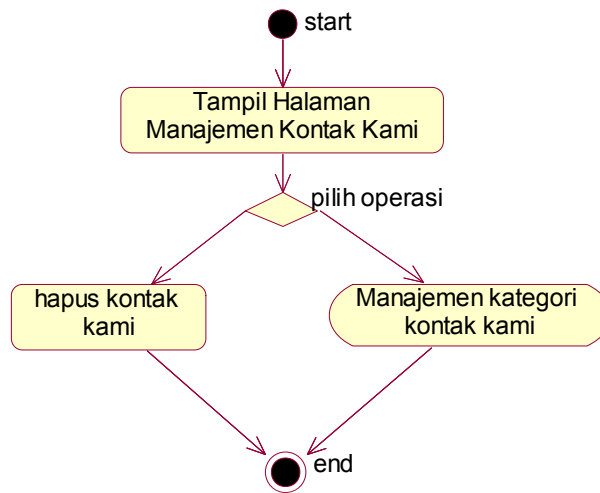 start
Tampil Halaman
Manajemen Kontak Kami
pilih operasi
hapus kontak
kami
Manajemen kategori
kontak kami
end